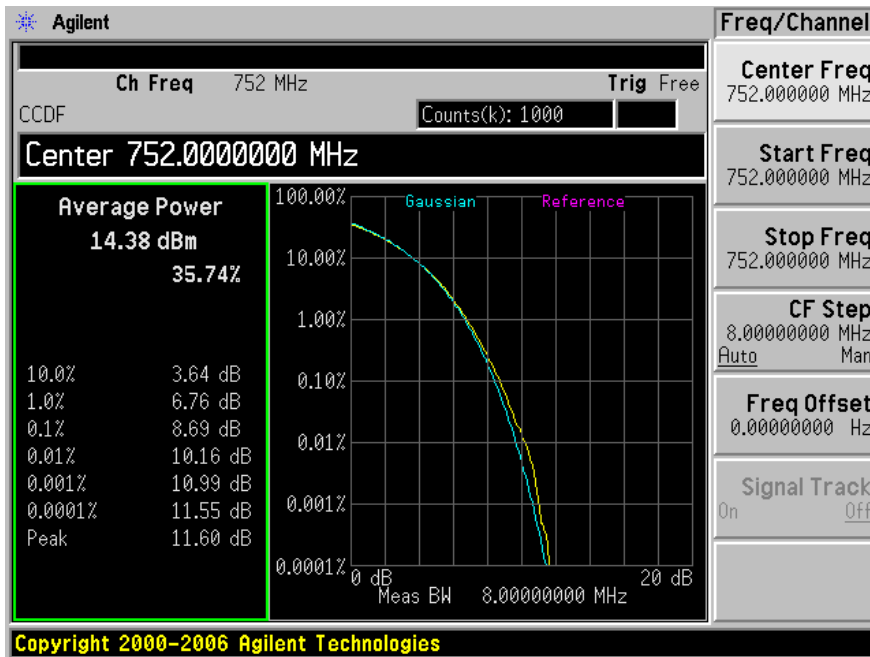 Agilent
Ch Freq 752 MHz Trig Free
CCDF Counts(k): 1000
Center 752.0000000 MHz
Average Power
14.38 dBm
35.74%
10.0% 3.64 dB
1.0% 6.76 dB
0.1% 8.69 dB
0.01% 10.16 dB
0.001% 10.99 dB
0.0001% 11.55 dB
Peak 11.60 dB
Gaussian Reference
100.00%
10.00%
1.00%
0.10%
0.01%
0.001%
0.0001%
0 dB 20 dB
Meas BW 8.00000000 MHz
Freq/Channel
Center Freq
752.000000 MHz
Start Freq
752.000000 MHz
Stop Freq
752.000000 MHz
CF Step
8.00000000 MHz
Auto Man
Freq Offset
0.00000000 Hz
Signal Track
On Off
Copyright 2000-2006 Agilent Technologies